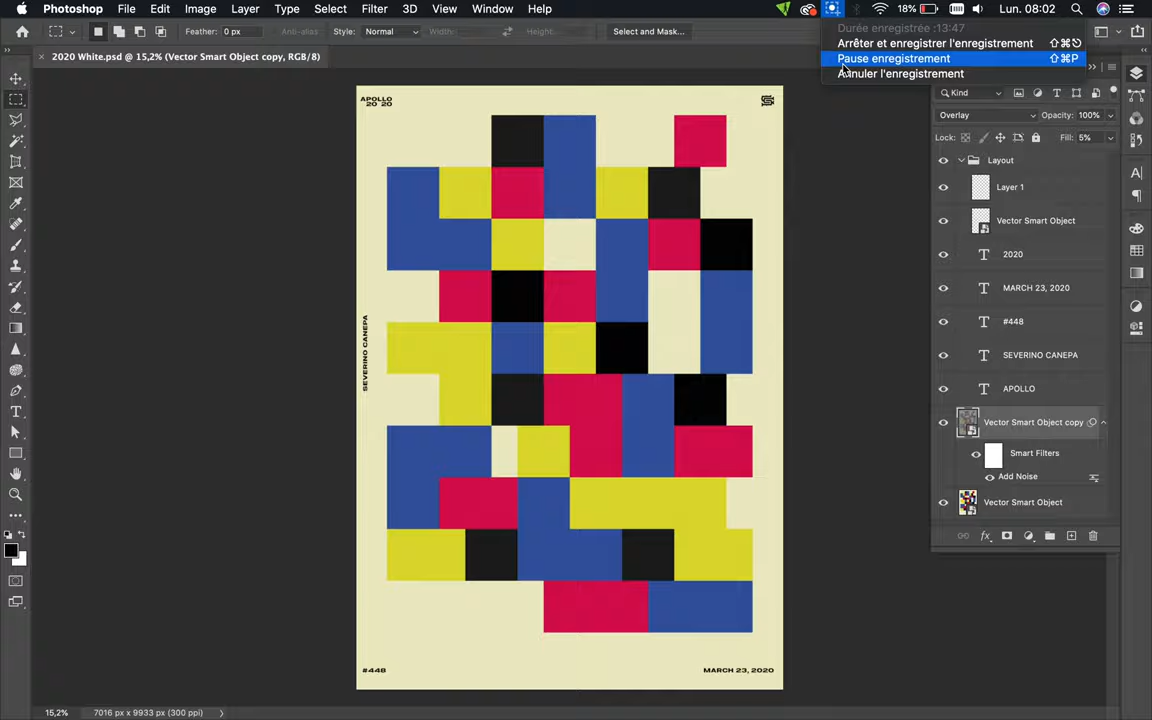 Photoshop File Edit Image Layer Type Select Filter 3D View Window Help 18% Lun. 08:02
Feather: 0 px Anti-alias Style: Normal Width: Height: Select and Mask...
Durée enregistrée :13:47
Arrêter et enregistrer l'enregistrement ⇧⌘⎋
Pause enregistrement ⇧⌘P
Annuler l'enregistrement
2020 White.psd @ 15,2% (Vector Smart Object copy, RGB/8)
Kind
Overlay Opacity: 100%
Lock: Fill: 5%
Layout
Layer 1
Vector Smart Object
2020
MARCH 23, 2020
#448
SEVERINO CANEPA
APOLLO
Vector Smart Object copy
Smart Filters
Add Noise
Vector Smart Object
APOLLO
20 20
SEVERINO CANEPA
#448 MARCH 23, 2020
15,2% 7016 px x 9933 px (300 ppi)